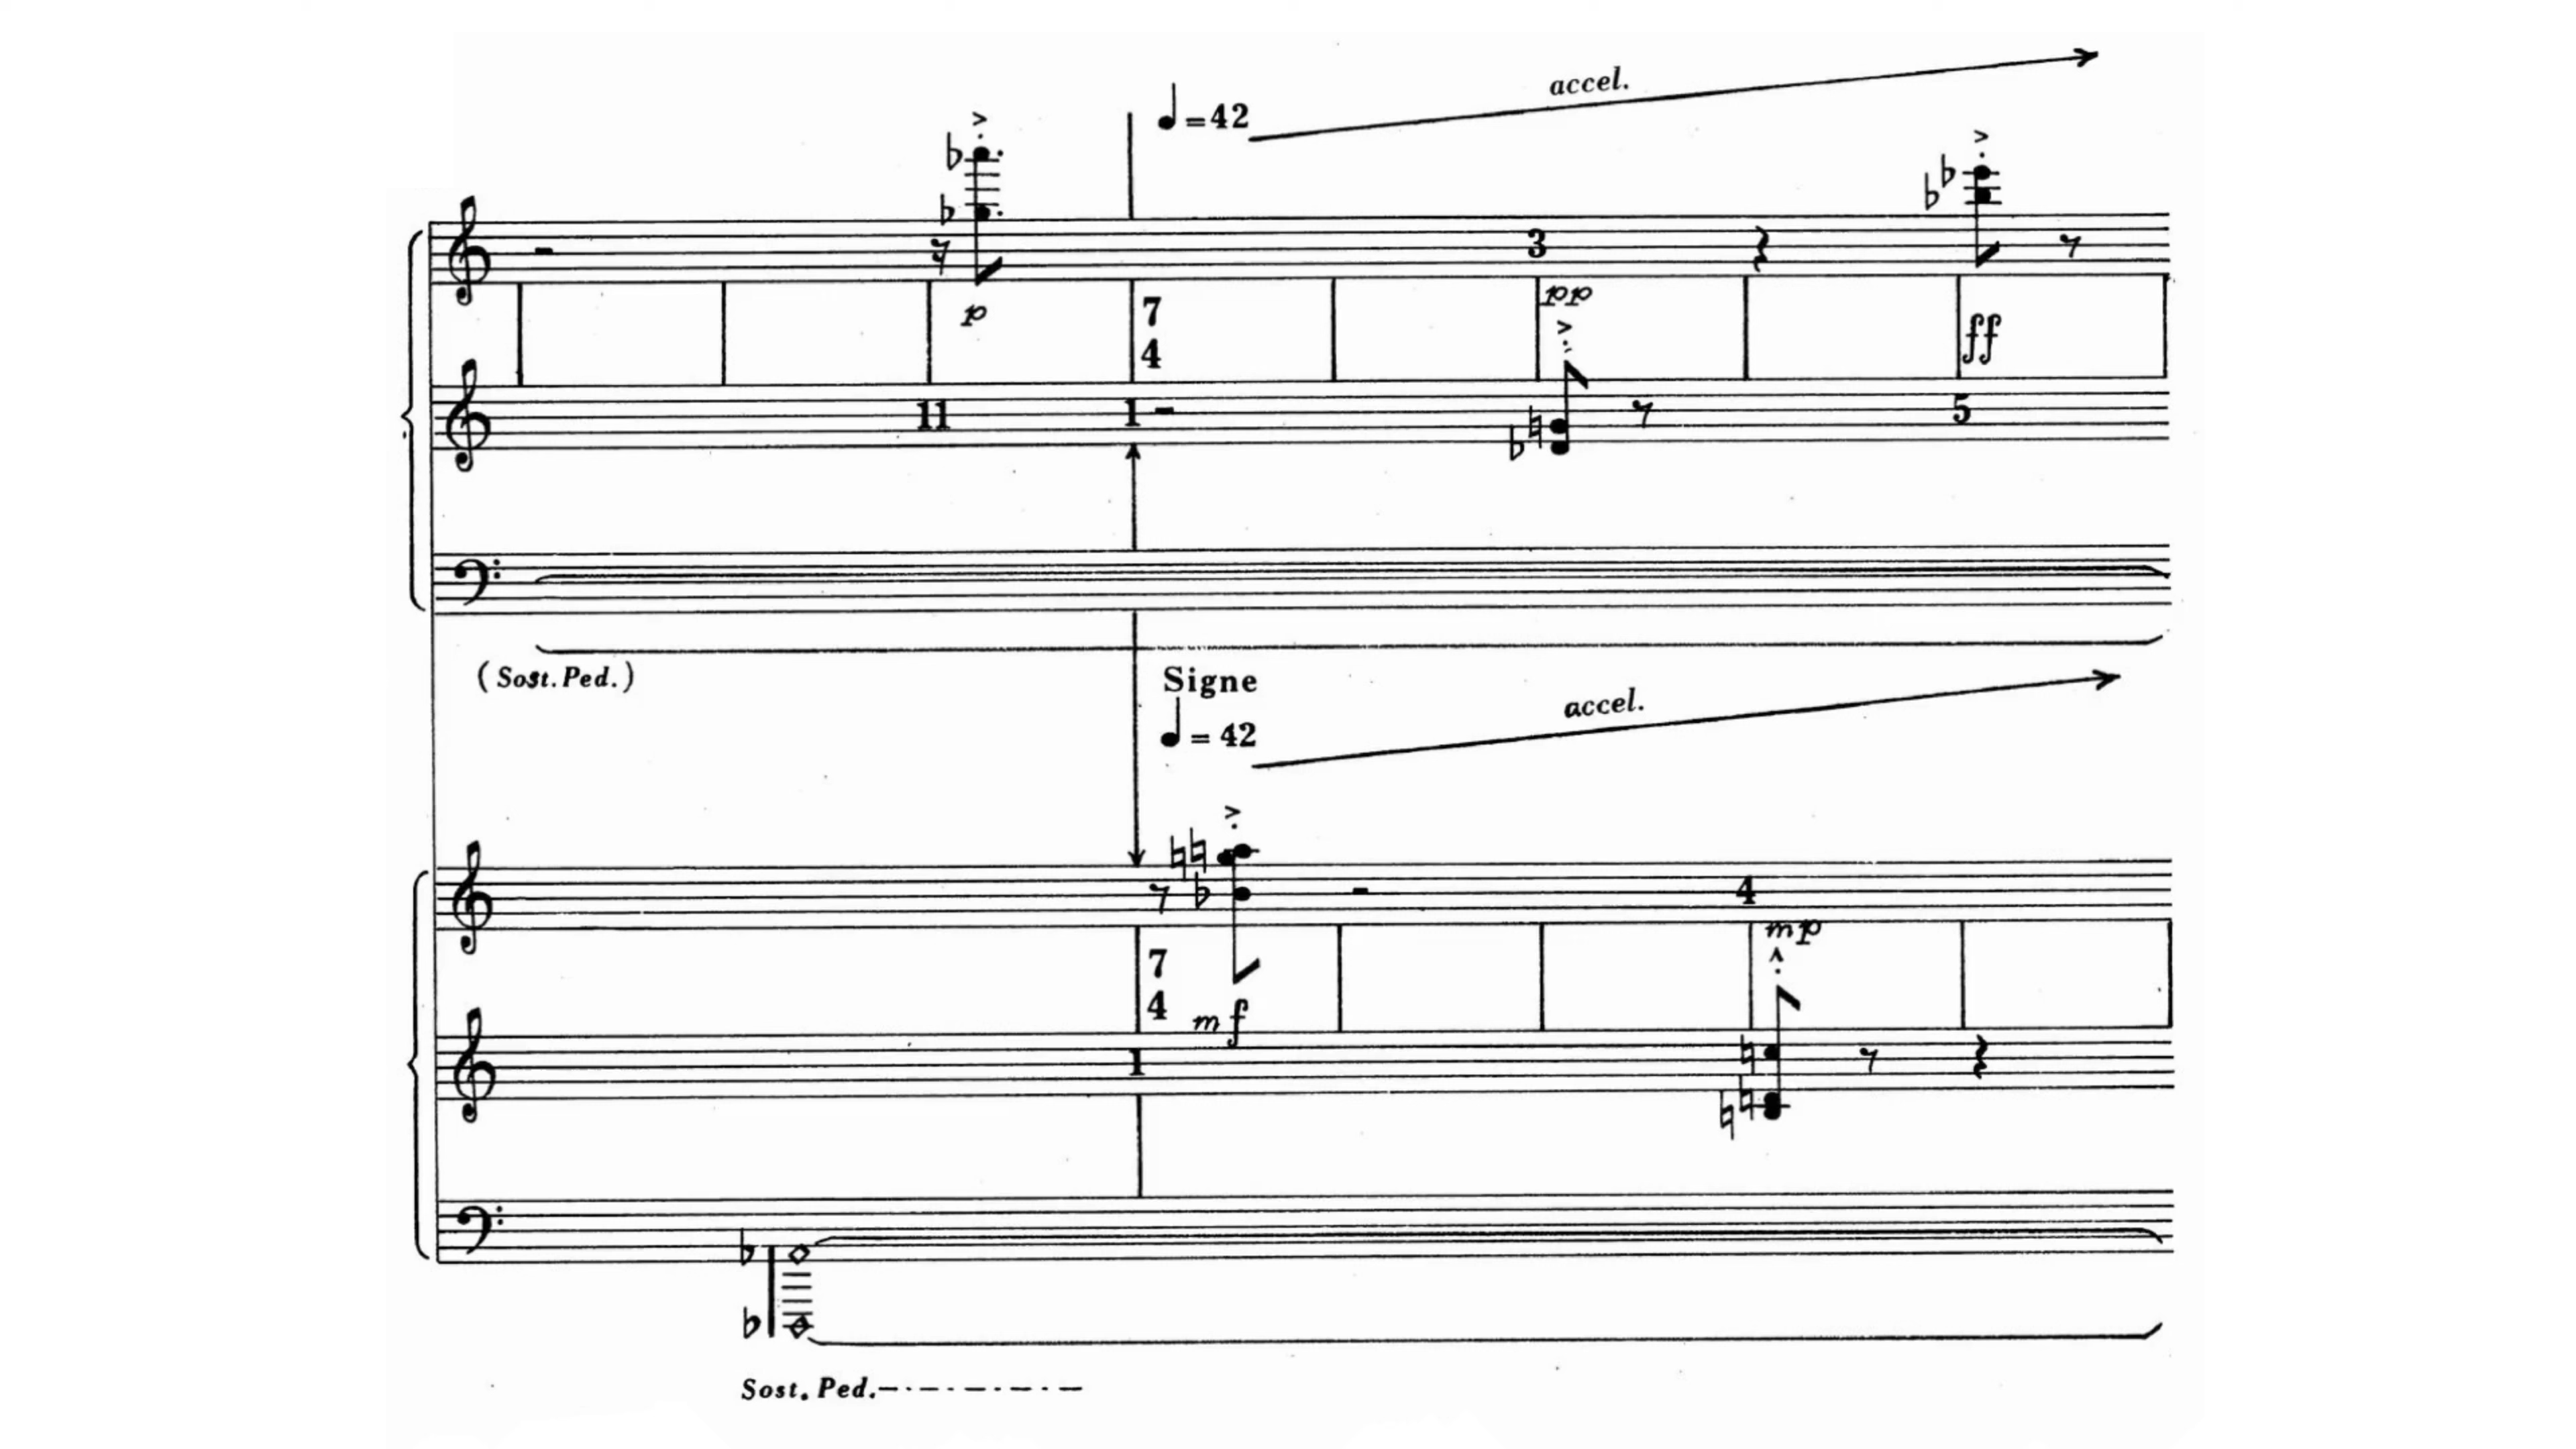 accel.
=42
p
3
pp
7
4
ff
11
1
5
(Sost. Ped.)
Signe
accel.
= 42
4
mp
7
4
mf
1
Sost. Ped.